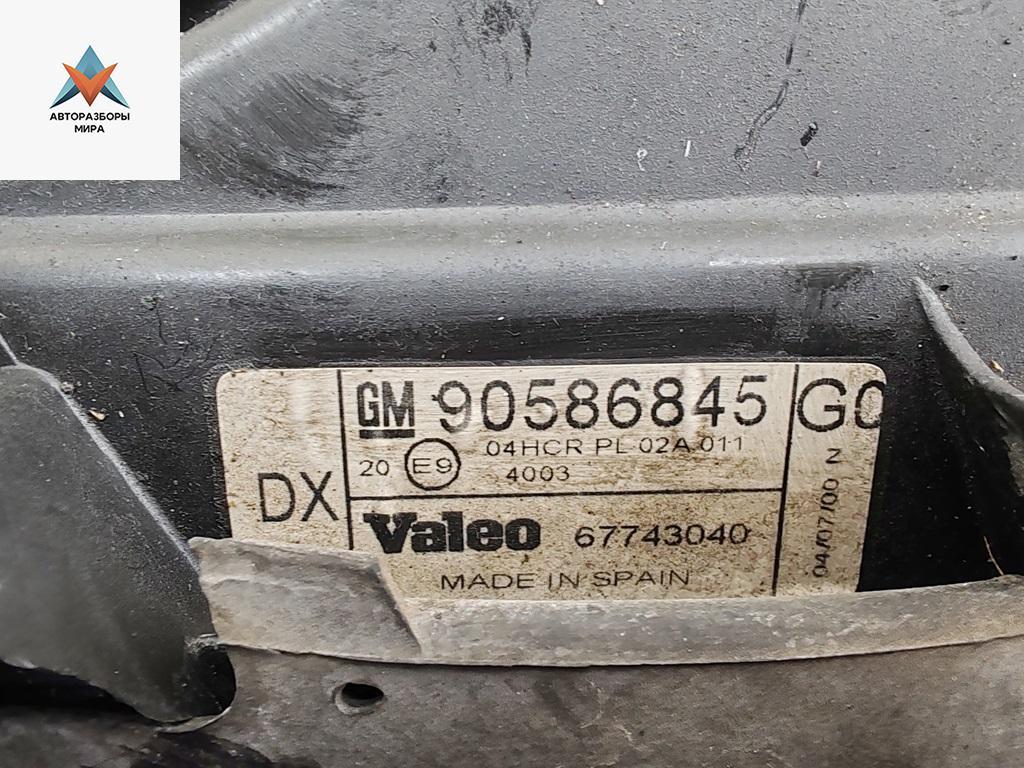 АВТОРАЗБОРЫ
МИРА
GM 90586845
04HCR PL 02A 011
20 E9 4003
DX
Valeo 67743040
MADE IN SPAIN
04/07/00 N